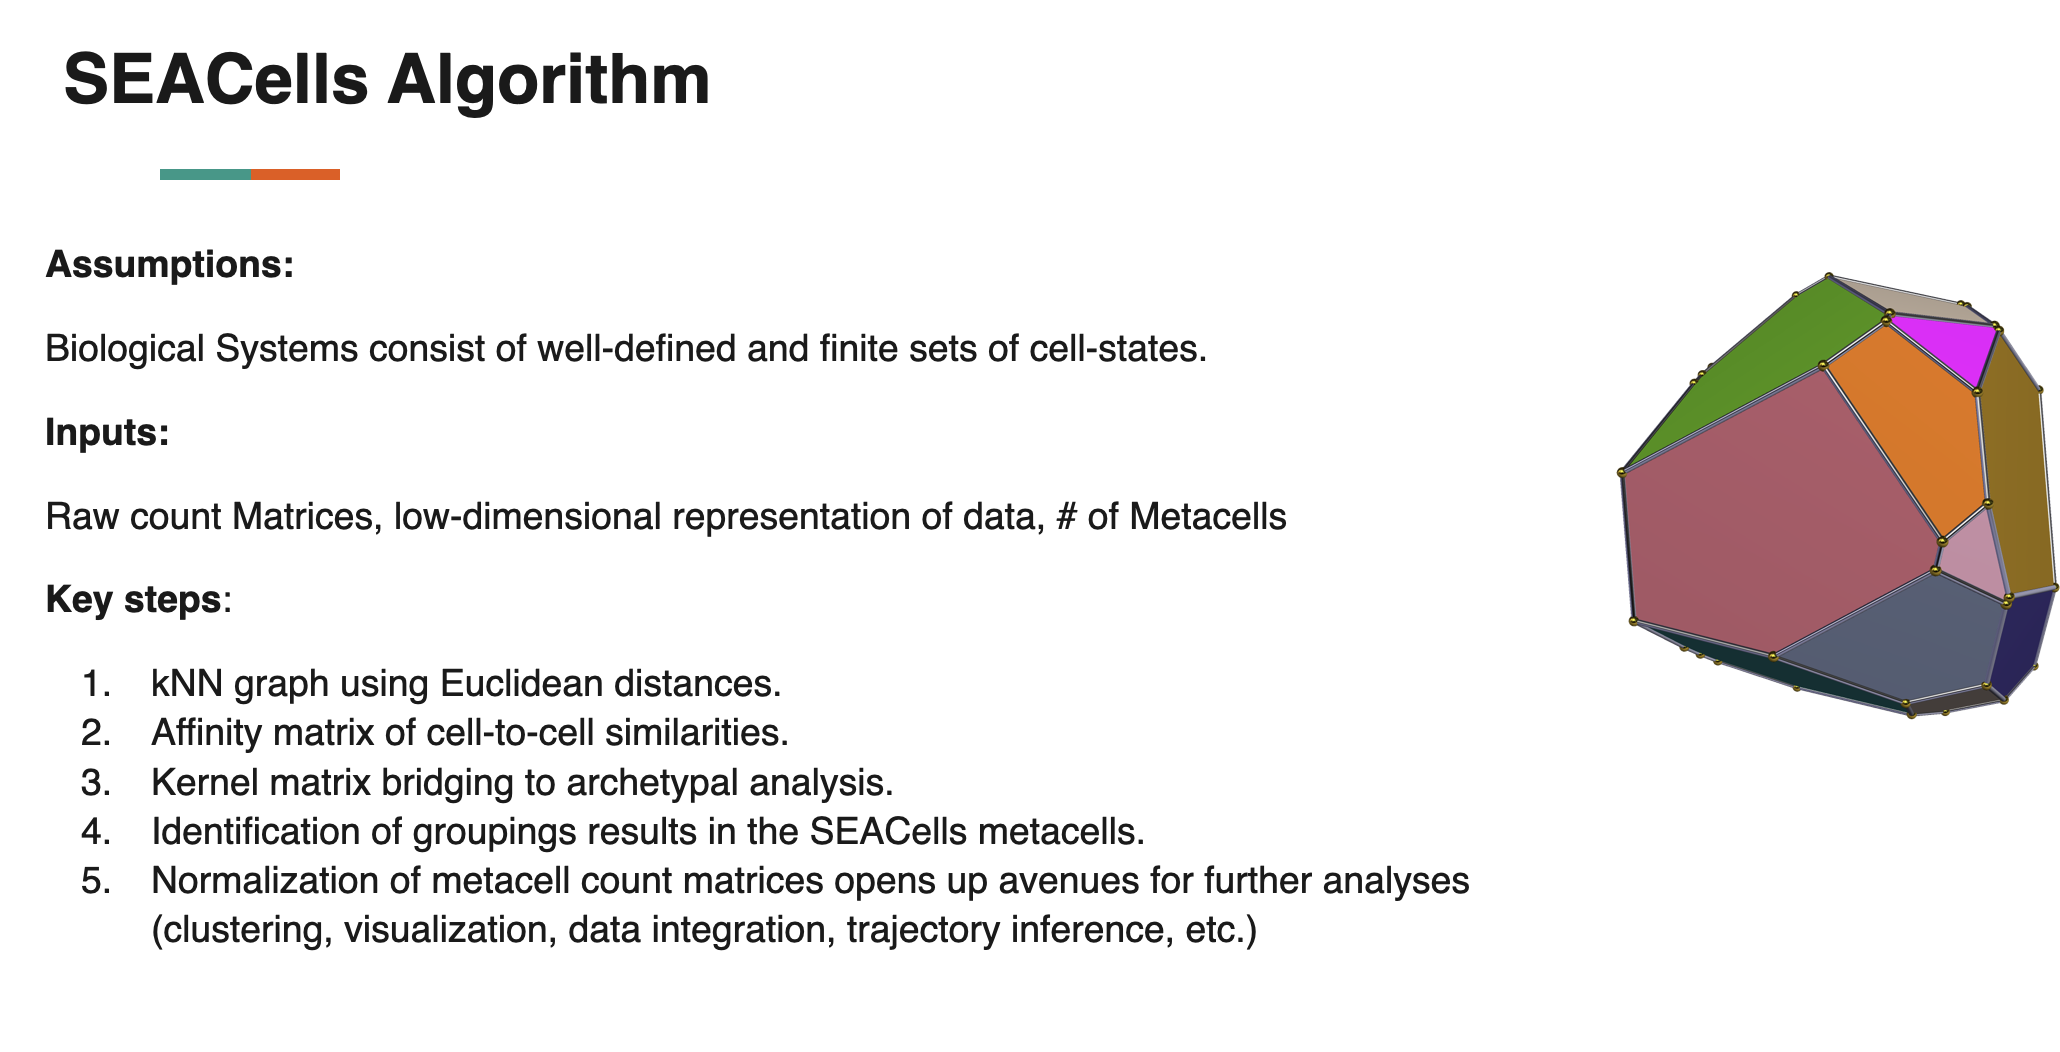 SEACells Algorithm
Assumptions:
Biological Systems consist of well-defined and finite sets of cell-states.
Inputs:
Raw count Matrices, low-dimensional representation of data, # of Metacells
Key steps:
1. kNN graph using Euclidean distances.
2. Affinity matrix of cell-to-cell similarities.
3. Kernel matrix bridging to archetypal analysis.
4. Identification of groupings results in the SEACells metacells.
5. Normalization of metacell count matrices opens up avenues for further analyses
(clustering, visualization, data integration, trajectory inference, etc.)